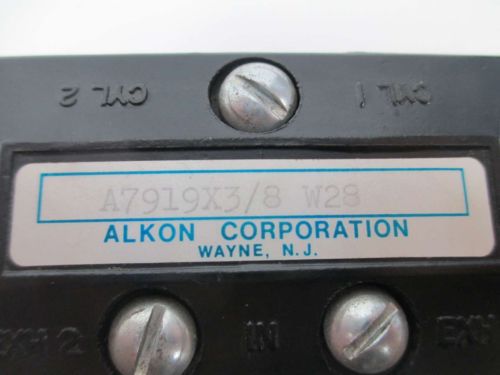 CYL 2 CYL 1
A7919X3/8 W28
ALKON CORPORATION
WAYNE, N.J.
EXH 2 IN EXH